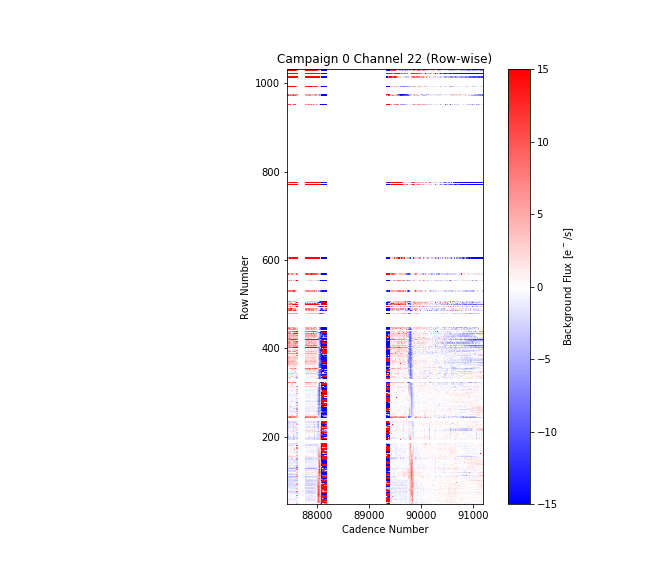 Campaign 0 Channel 22 (Row-wise)
1000
800
600
400
200
Row Number
88000 89000 90000 91000
Cadence Number
15
10
5
0
−5
−10
−15
Background Flux [e⁻/s]